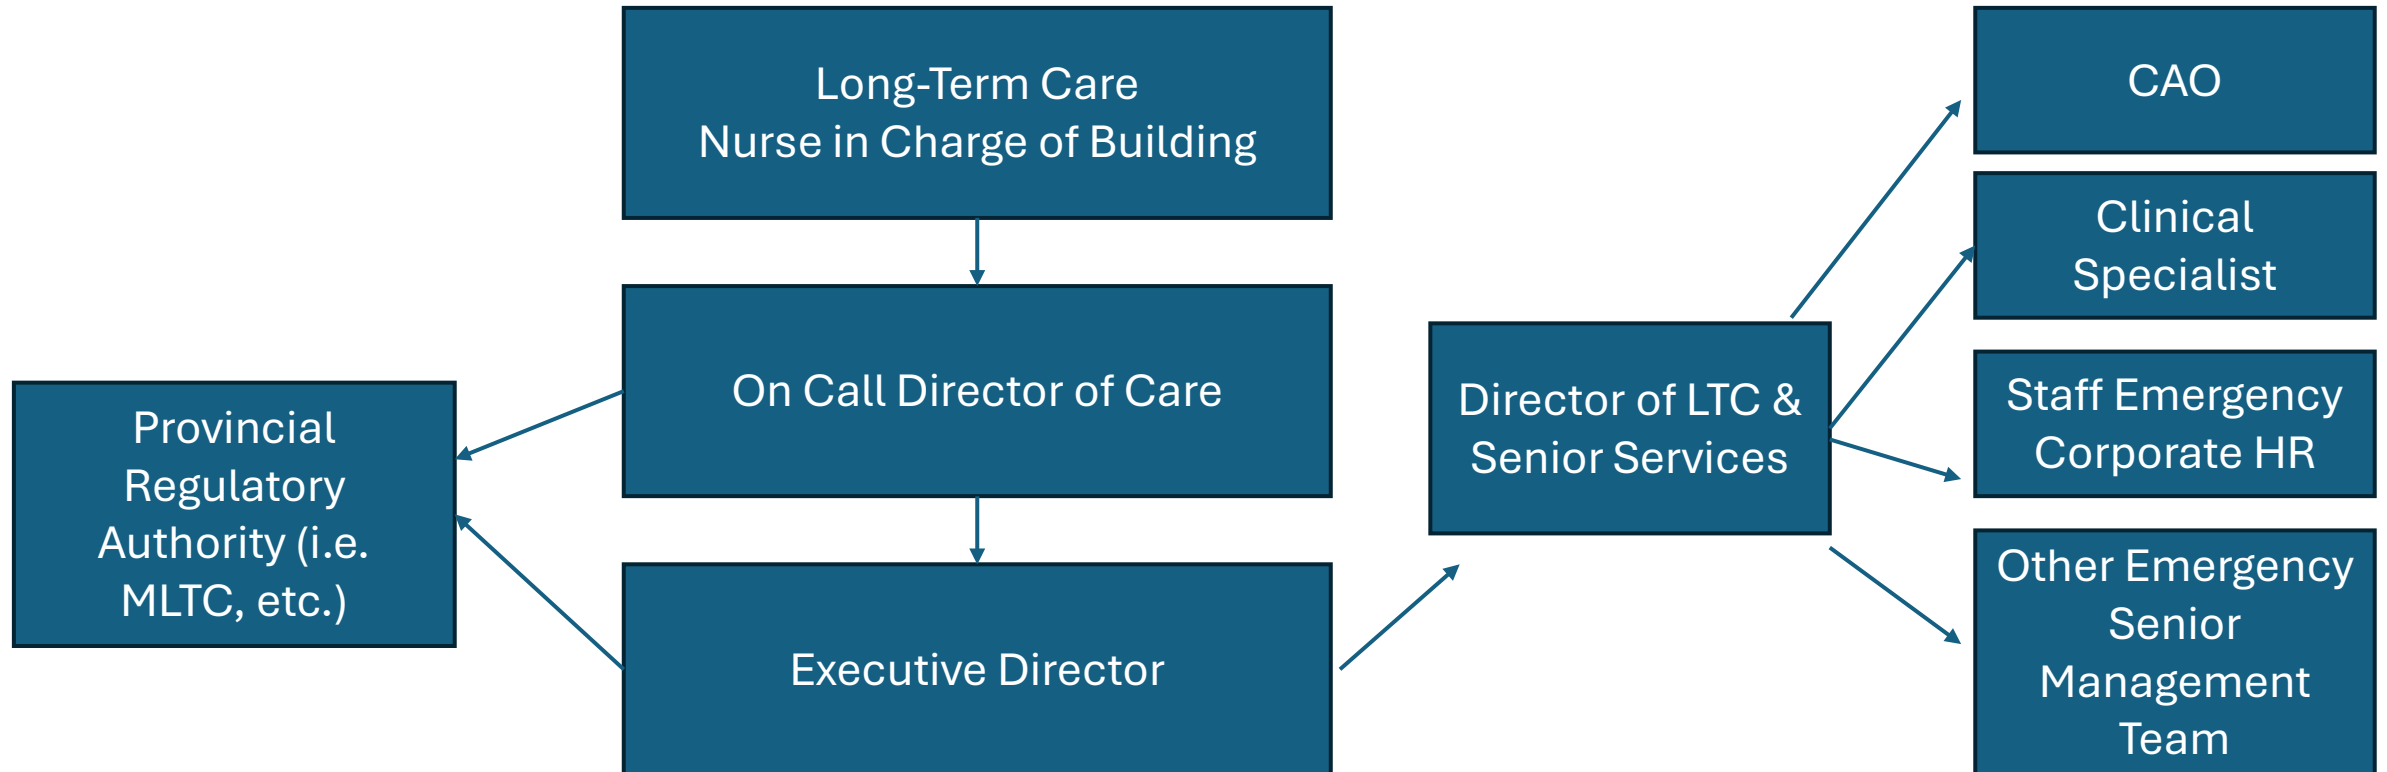 Long-Term Care
Nurse in Charge of Building
On Call Director of Care
Executive Director
Provincial
Regulatory
Authority (i.e.
MLTC, etc.)
Director of LTC &
Senior Services
CAO
Clinical
Specialist
Staff Emergency
Corporate HR
Other Emergency
Senior
Management
Team